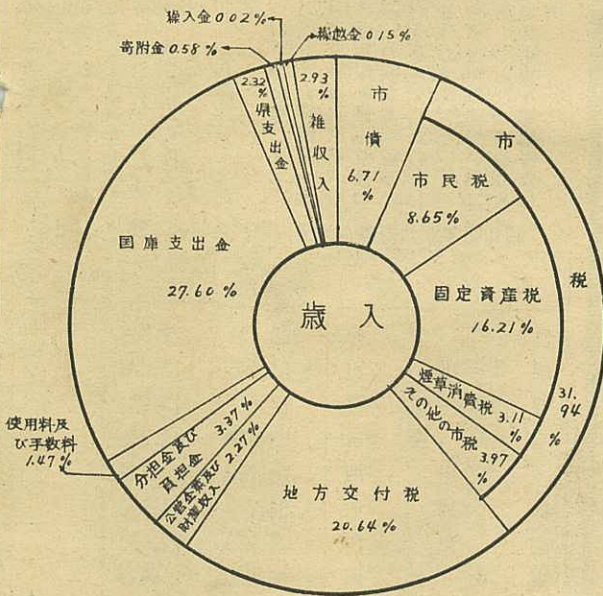 繰入金 0.02%
繰越金 0.15%
寄附金 0.58%
2.32
%
県支出金
2.93
%
雑収入
市債
6.71
%
市民税
8.65%
固定資産税
16.21%
煙草消費税 3.11
%
その他の市税 3.97
%
市税
31.
94
%
国庫支出金
27.60%
歳入
使用料及
び手数料
1.47%
分担金及び
負担金
3.37%
公営企業及び
財産収入
2.27%
地方交付税
20.64%